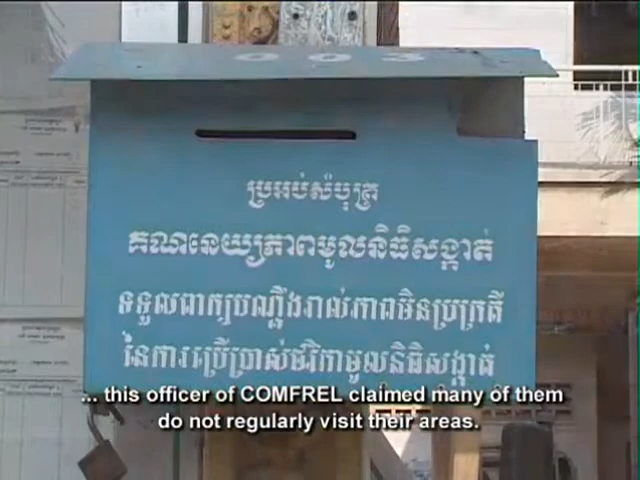 003
ប្រអប់សំបុត្រ
គណនេយ្យភាពមូលនិធិសង្កាត់
ទទួលពាក្យបណ្ដឹងរាល់ភាពមិនប្រក្រតី
នៃការប្រើប្រាស់ថវិកាមូលនិធិសង្កាត់
... this officer of COMFREL claimed many of them
do not regularly visit their areas.